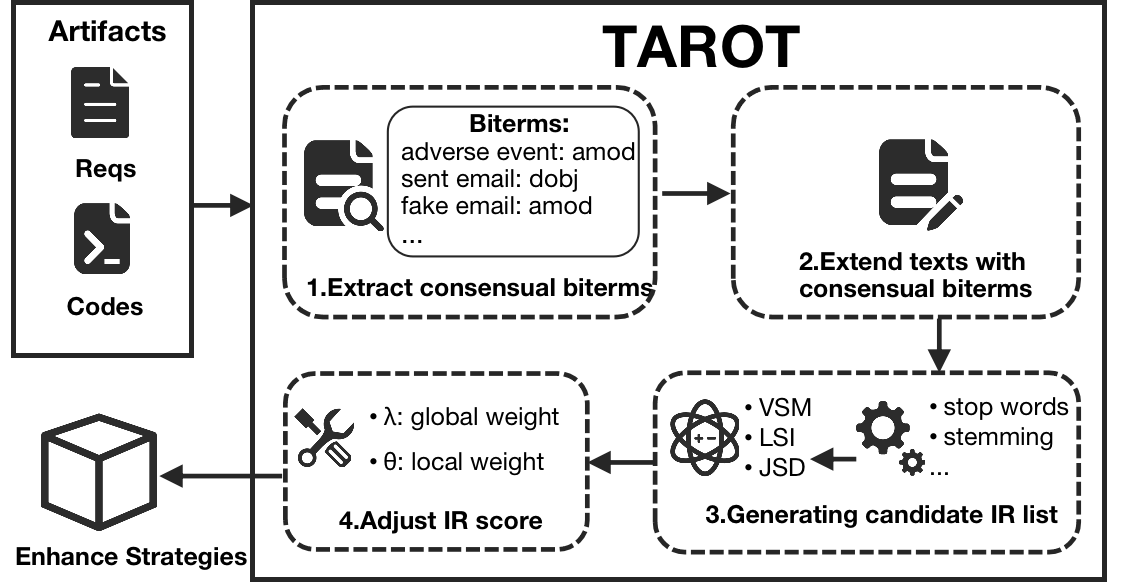 Artifacts
Reqs
Codes
TAROT
Biterms:
adverse event: amod
sent email: dobj
fake email: amod
...
1.Extract consensual biterms
2.Extend texts with
consensual biterms
• VSM
• LSI
• JSD
• stop words
• stemming
...
3.Generating candidate IR list
• λ: global weight
• θ: local weight
4.Adjust IR score
Enhance Strategies